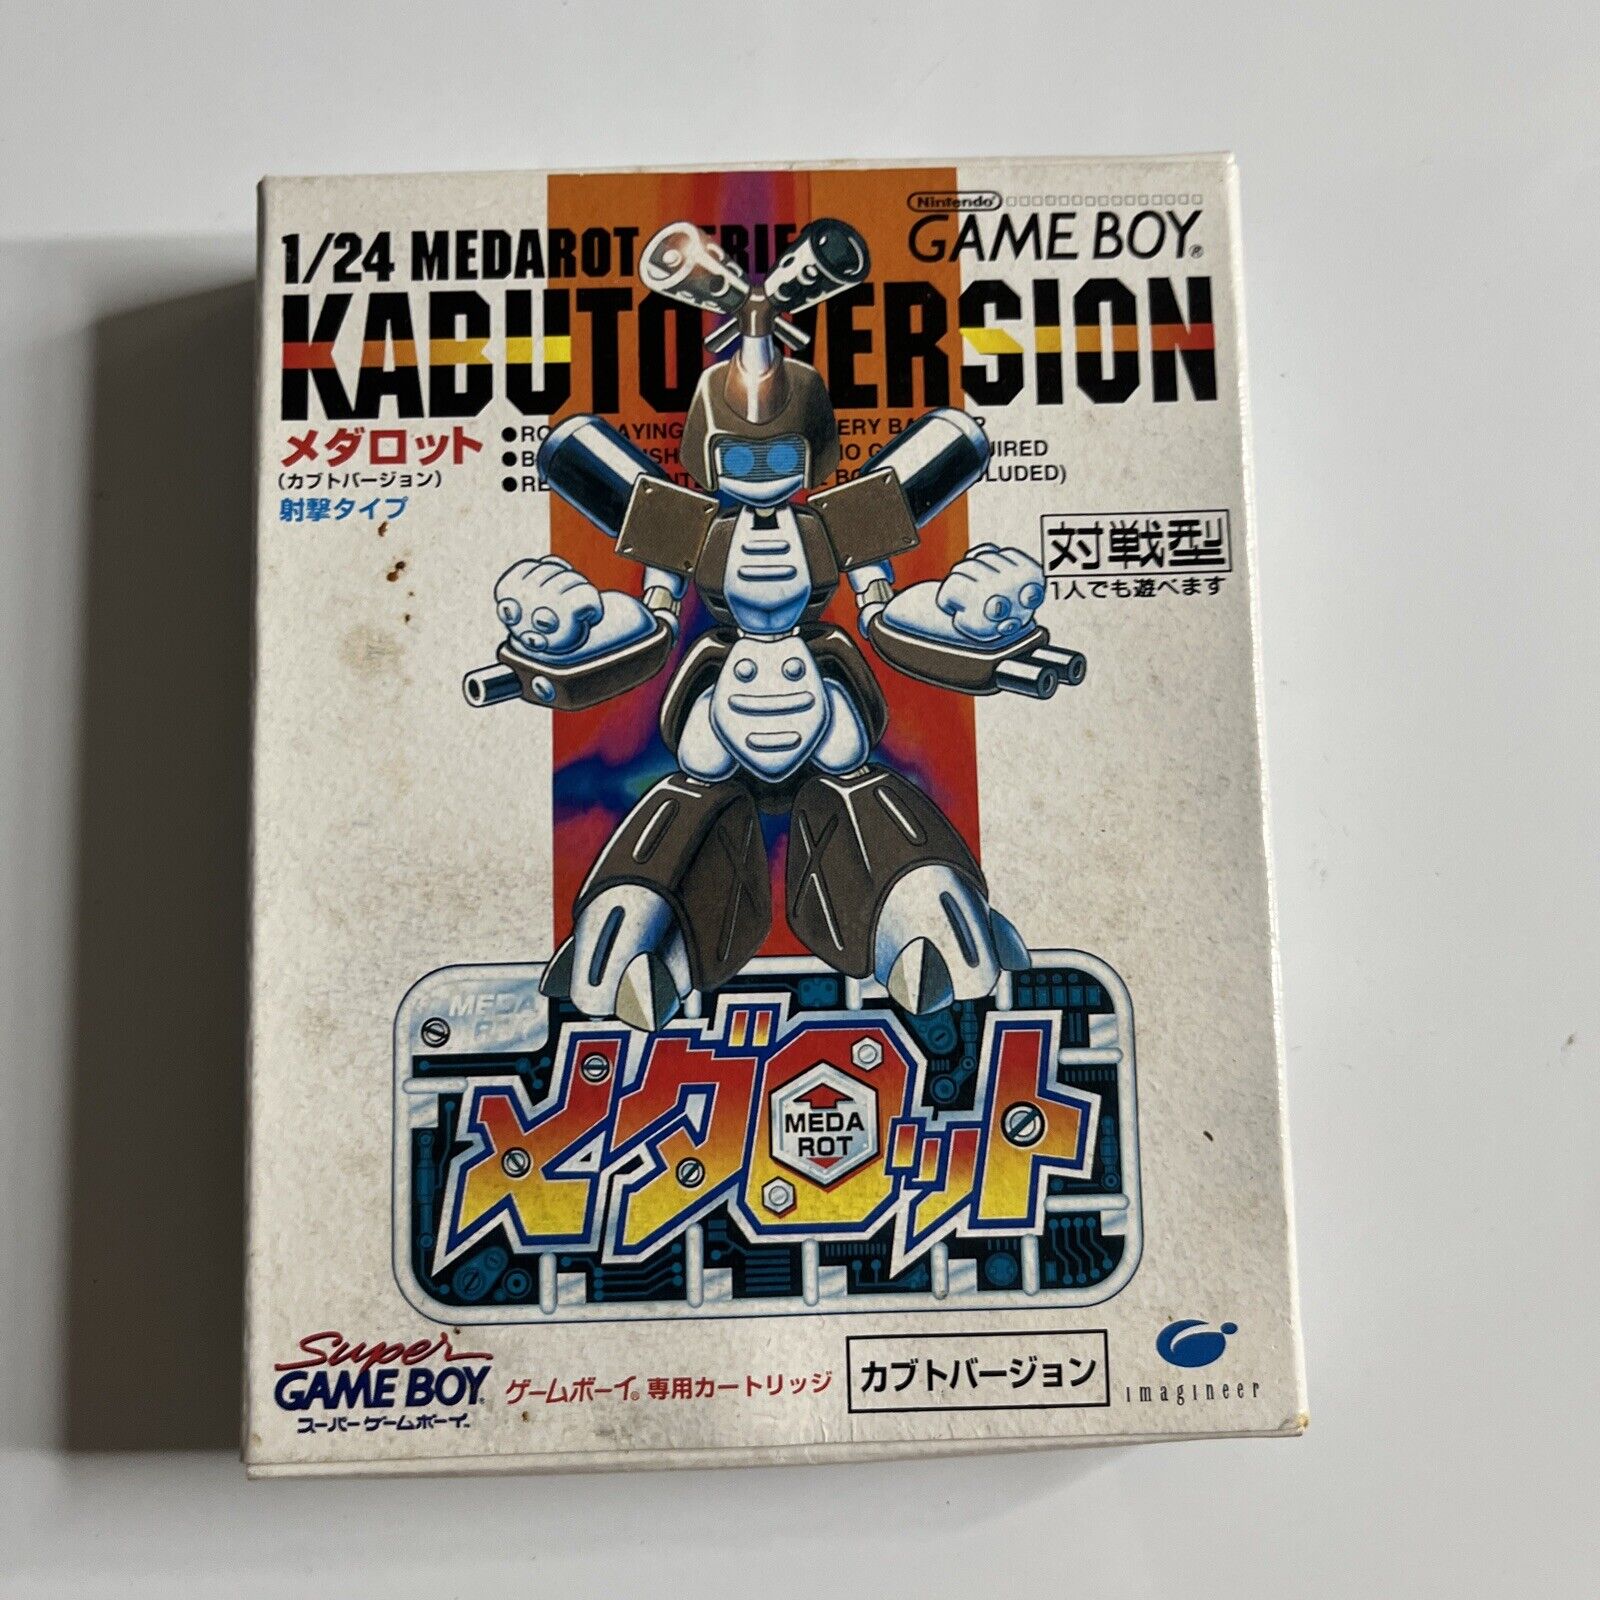 Nintendo
GAME BOY®
1/24 MEDAROT
KABUTO VERSION
メダロット
(カブトバージョン)
射撃タイプ
対戦型
1人でも遊べます
MEDA
メダロット
MEDA
ROT
Super
GAME BOY
スーパーゲームボーイ
ゲームボーイ®専用カートリッジ
カブトバージョン
imagineer